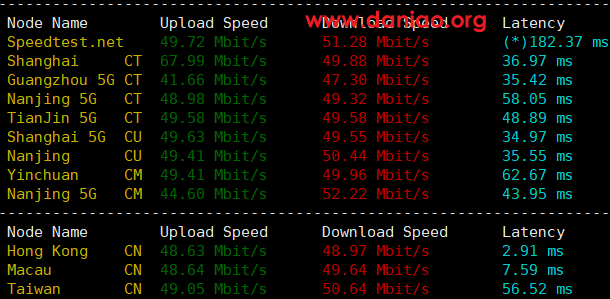 www.daniao.org
Node Name Upload Speed Download Speed Latency
Speedtest.net 49.72 Mbit/s 51.28 Mbit/s (*)182.37 ms
Shanghai CT 67.99 Mbit/s 49.88 Mbit/s 36.97 ms
Guangzhou 5G CT 41.66 Mbit/s 47.30 Mbit/s 35.42 ms
Nanjing 5G CT 48.98 Mbit/s 49.32 Mbit/s 58.05 ms
TianJin 5G CT 49.58 Mbit/s 49.58 Mbit/s 48.89 ms
Shanghai 5G CU 49.63 Mbit/s 49.55 Mbit/s 34.97 ms
Nanjing CU 49.41 Mbit/s 50.44 Mbit/s 35.55 ms
Yinchuan CM 49.41 Mbit/s 49.96 Mbit/s 62.67 ms
Nanjing 5G CM 44.60 Mbit/s 52.22 Mbit/s 43.95 ms
Node Name Upload Speed Download Speed Latency
Hong Kong CN 48.63 Mbit/s 48.97 Mbit/s 2.91 ms
Macau CN 48.64 Mbit/s 49.64 Mbit/s 7.59 ms
Taiwan CN 49.05 Mbit/s 50.64 Mbit/s 56.52 ms